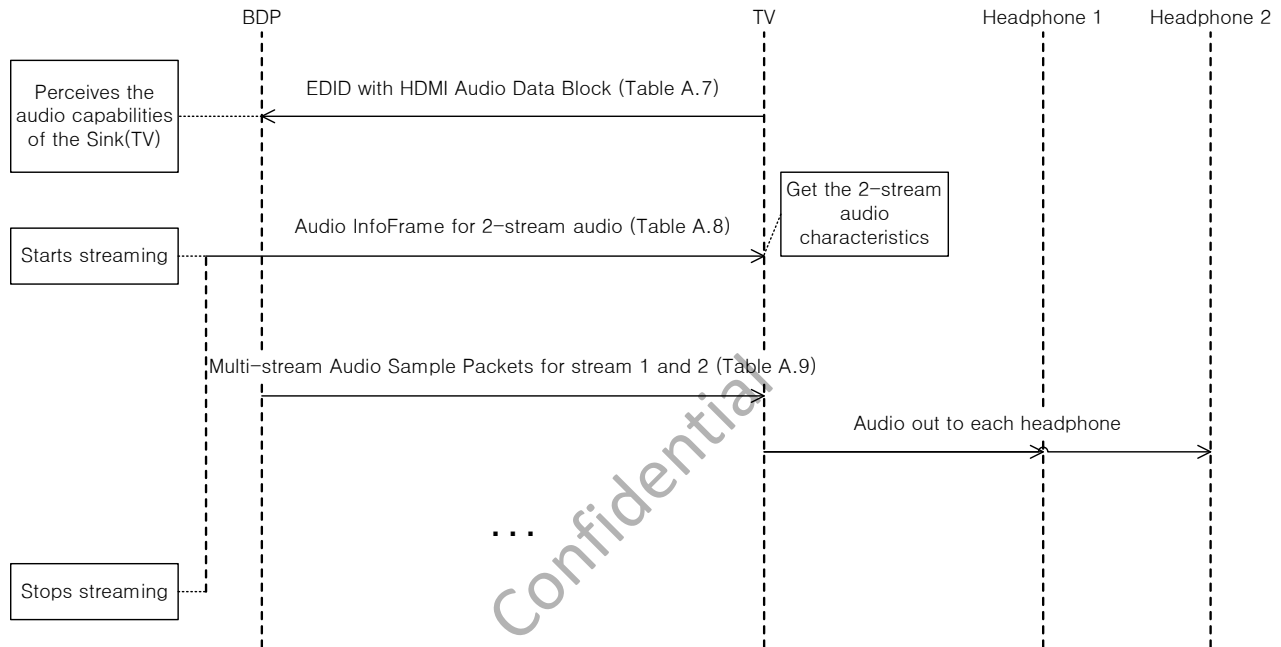 BDP
TV
Headphone 1
Headphone 2
Perceives the
audio capabilities
of the Sink(TV)
EDID with HDMI Audio Data Block (Table A.7)
Get the 2-stream
audio
characteristics
Audio InfoFrame for 2-stream audio (Table A.8)
Starts streaming
Multi-stream Audio Sample Packets for stream 1 and 2 (Table A.9)
Audio out to each headphone
...
Confidential
Stops streaming